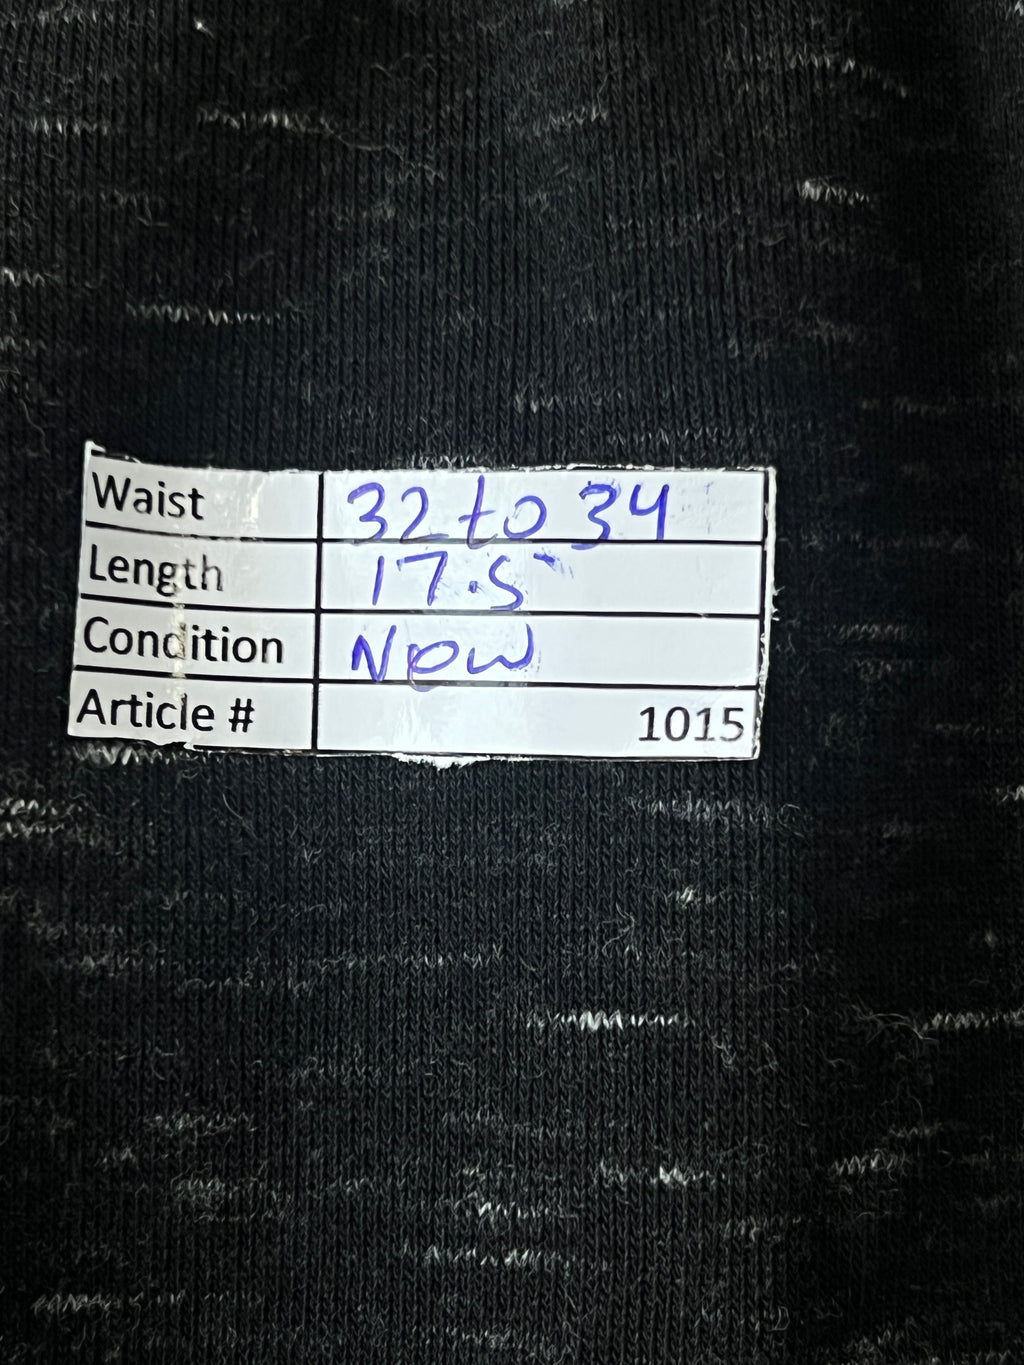 Waist 32 to 34
Length 17.5
Condition New
Article # 1015